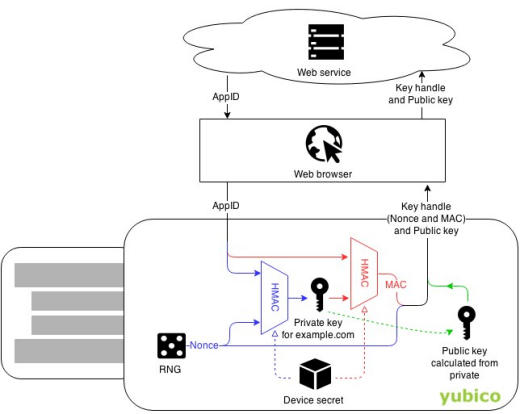 Web service
AppID
Key handle
and Public key
Web browser
AppID
Key handle
(Nonce and MAC)
and Public key
HMAC
HMAC
MAC
Private key
for example.com
Nonce
RNG
Public key
calculated from
private
Device secret
yubico